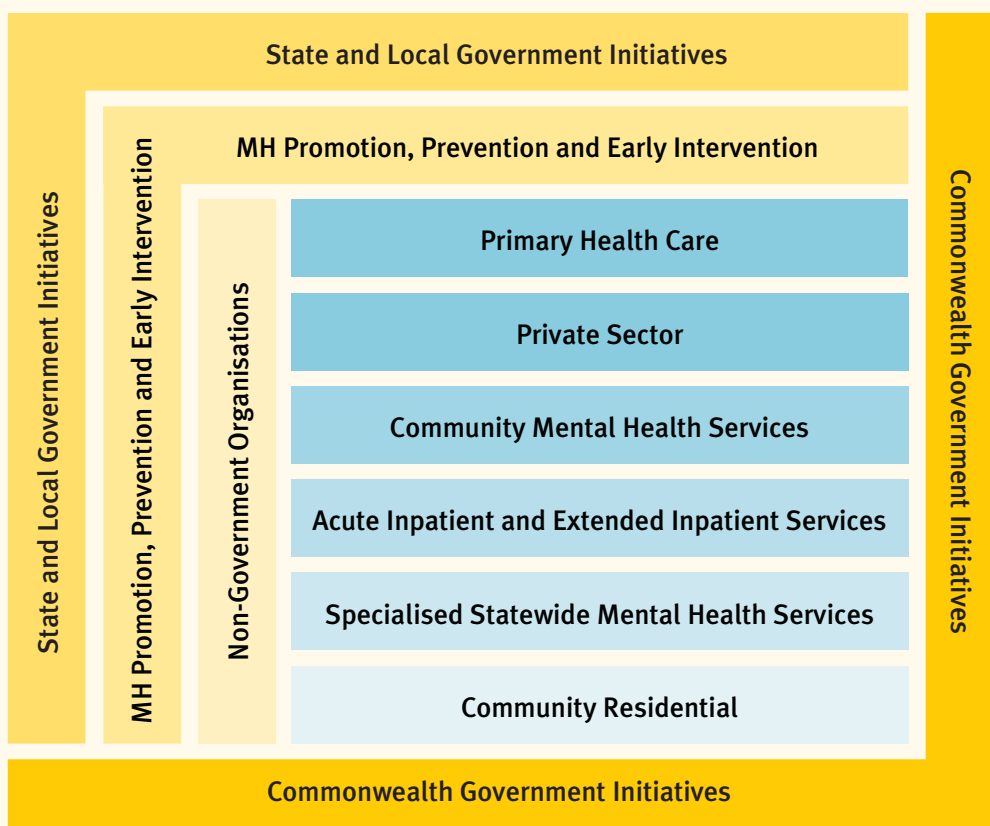 State and Local Government Initiatives
State and Local Government Initiatives
MH Promotion, Prevention and Early Intervention
MH Promotion, Prevention and Early Intervention
Non-Government Organisations
Primary Health Care
Private Sector
Community Mental Health Services
Acute Inpatient and Extended Inpatient Services
Specialised Statewide Mental Health Services
Community Residential
Commonwealth Government Initiatives
Commonwealth Government Initiatives